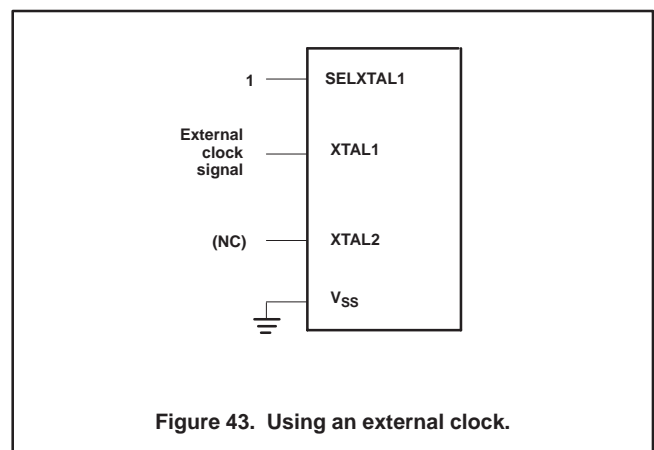 1 SELXTAL1
External
clock
signal
XTAL1
(NC) XTAL2
VSS
Figure 43. Using an external clock.